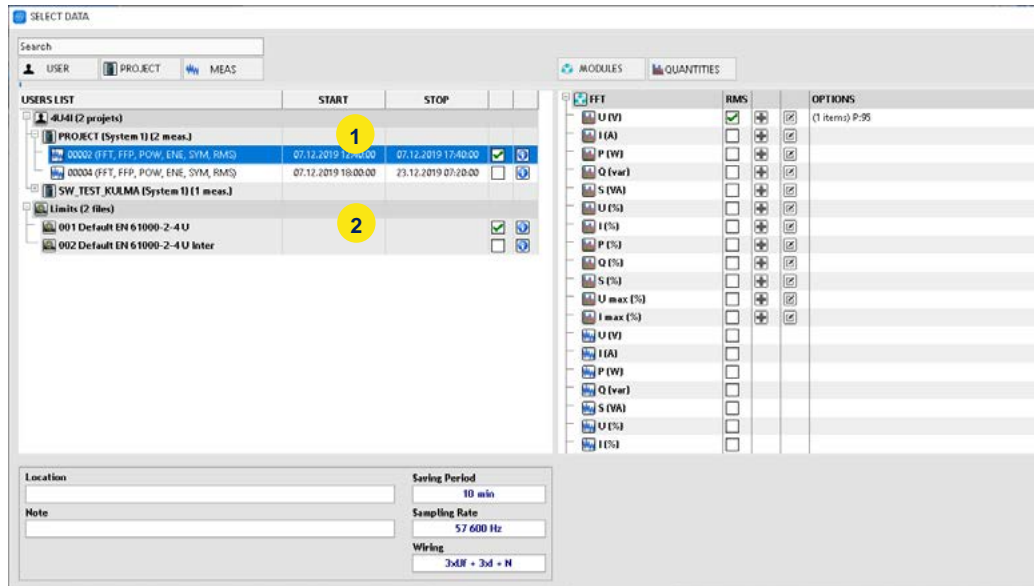 SELECT DATA
Search
USER PROJECT MEAS
MODULES QUANTITIES
USERS LIST START STOP
4U4I (2 projets)
PROJECT (System 1) (2 meas.)
1
00002 (FFT, FFP, POW, ENE, SYM, RMS) 07.12.2019 12:40:00 07.12.2019 17:40:00
00004 (FFT, FFP, POW, ENE, SYM, RMS) 07.12.2019 18:00:00 23.12.2019 07:20:00
SW_TEST_KULMA (System 1) (1 meas.)
Limits (2 files)
2
001 Default EN 61000-2-4 U
002 Default EN 61000-2-4 U Inter
FFT RMS OPTIONS
U (V) (1 items) P:95
I (A)
P (W)
Q (var)
S (VA)
U (%)
I (%)
P (%)
Q (%)
S (%)
U max (%)
I max (%)
U (V)
I (A)
P (W)
Q (var)
S (VA)
U (%)
I (%)
Location
Note
Saving Period
10 min
Sampling Rate
57 600 Hz
Wiring
3xUf + 3xI + N